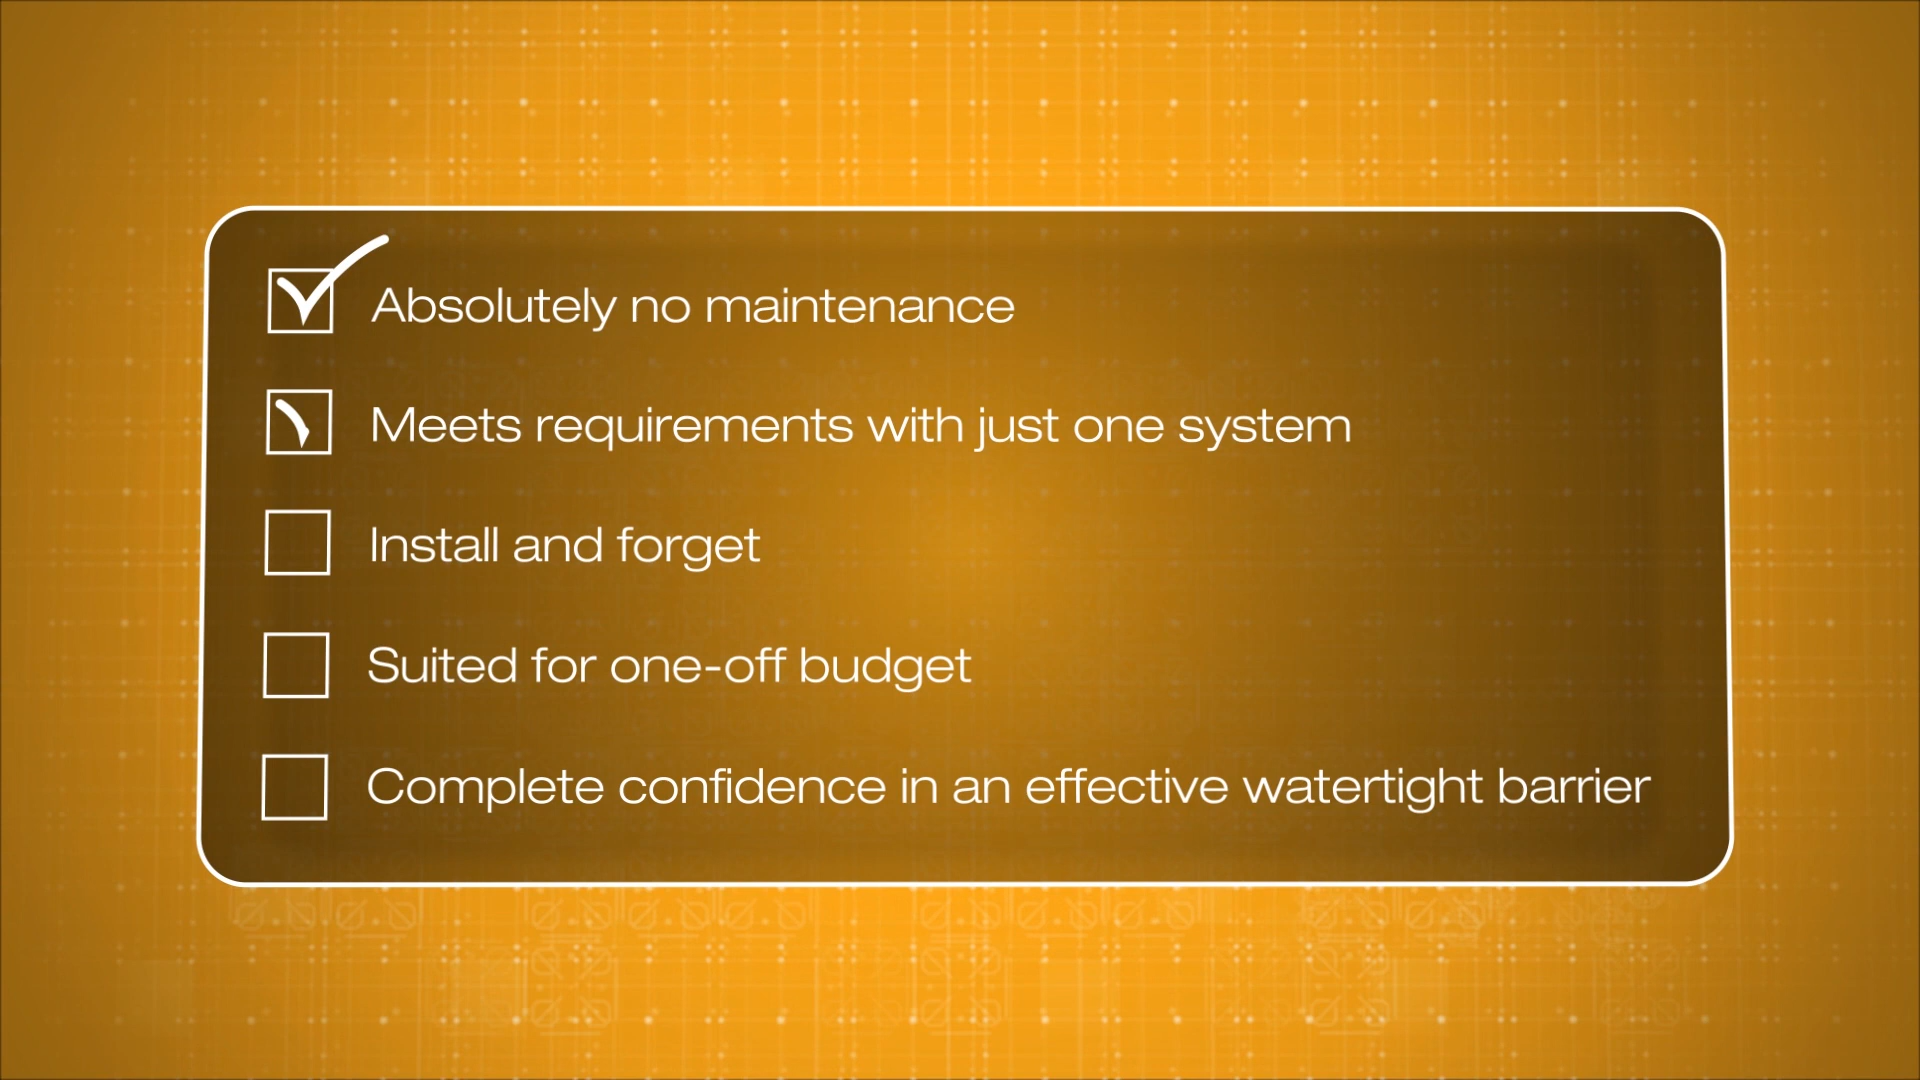 Absolutely no maintenance
Meets requirements with just one system
Install and forget
Suited for one-off budget
Complete confidence in an effective watertight barrier